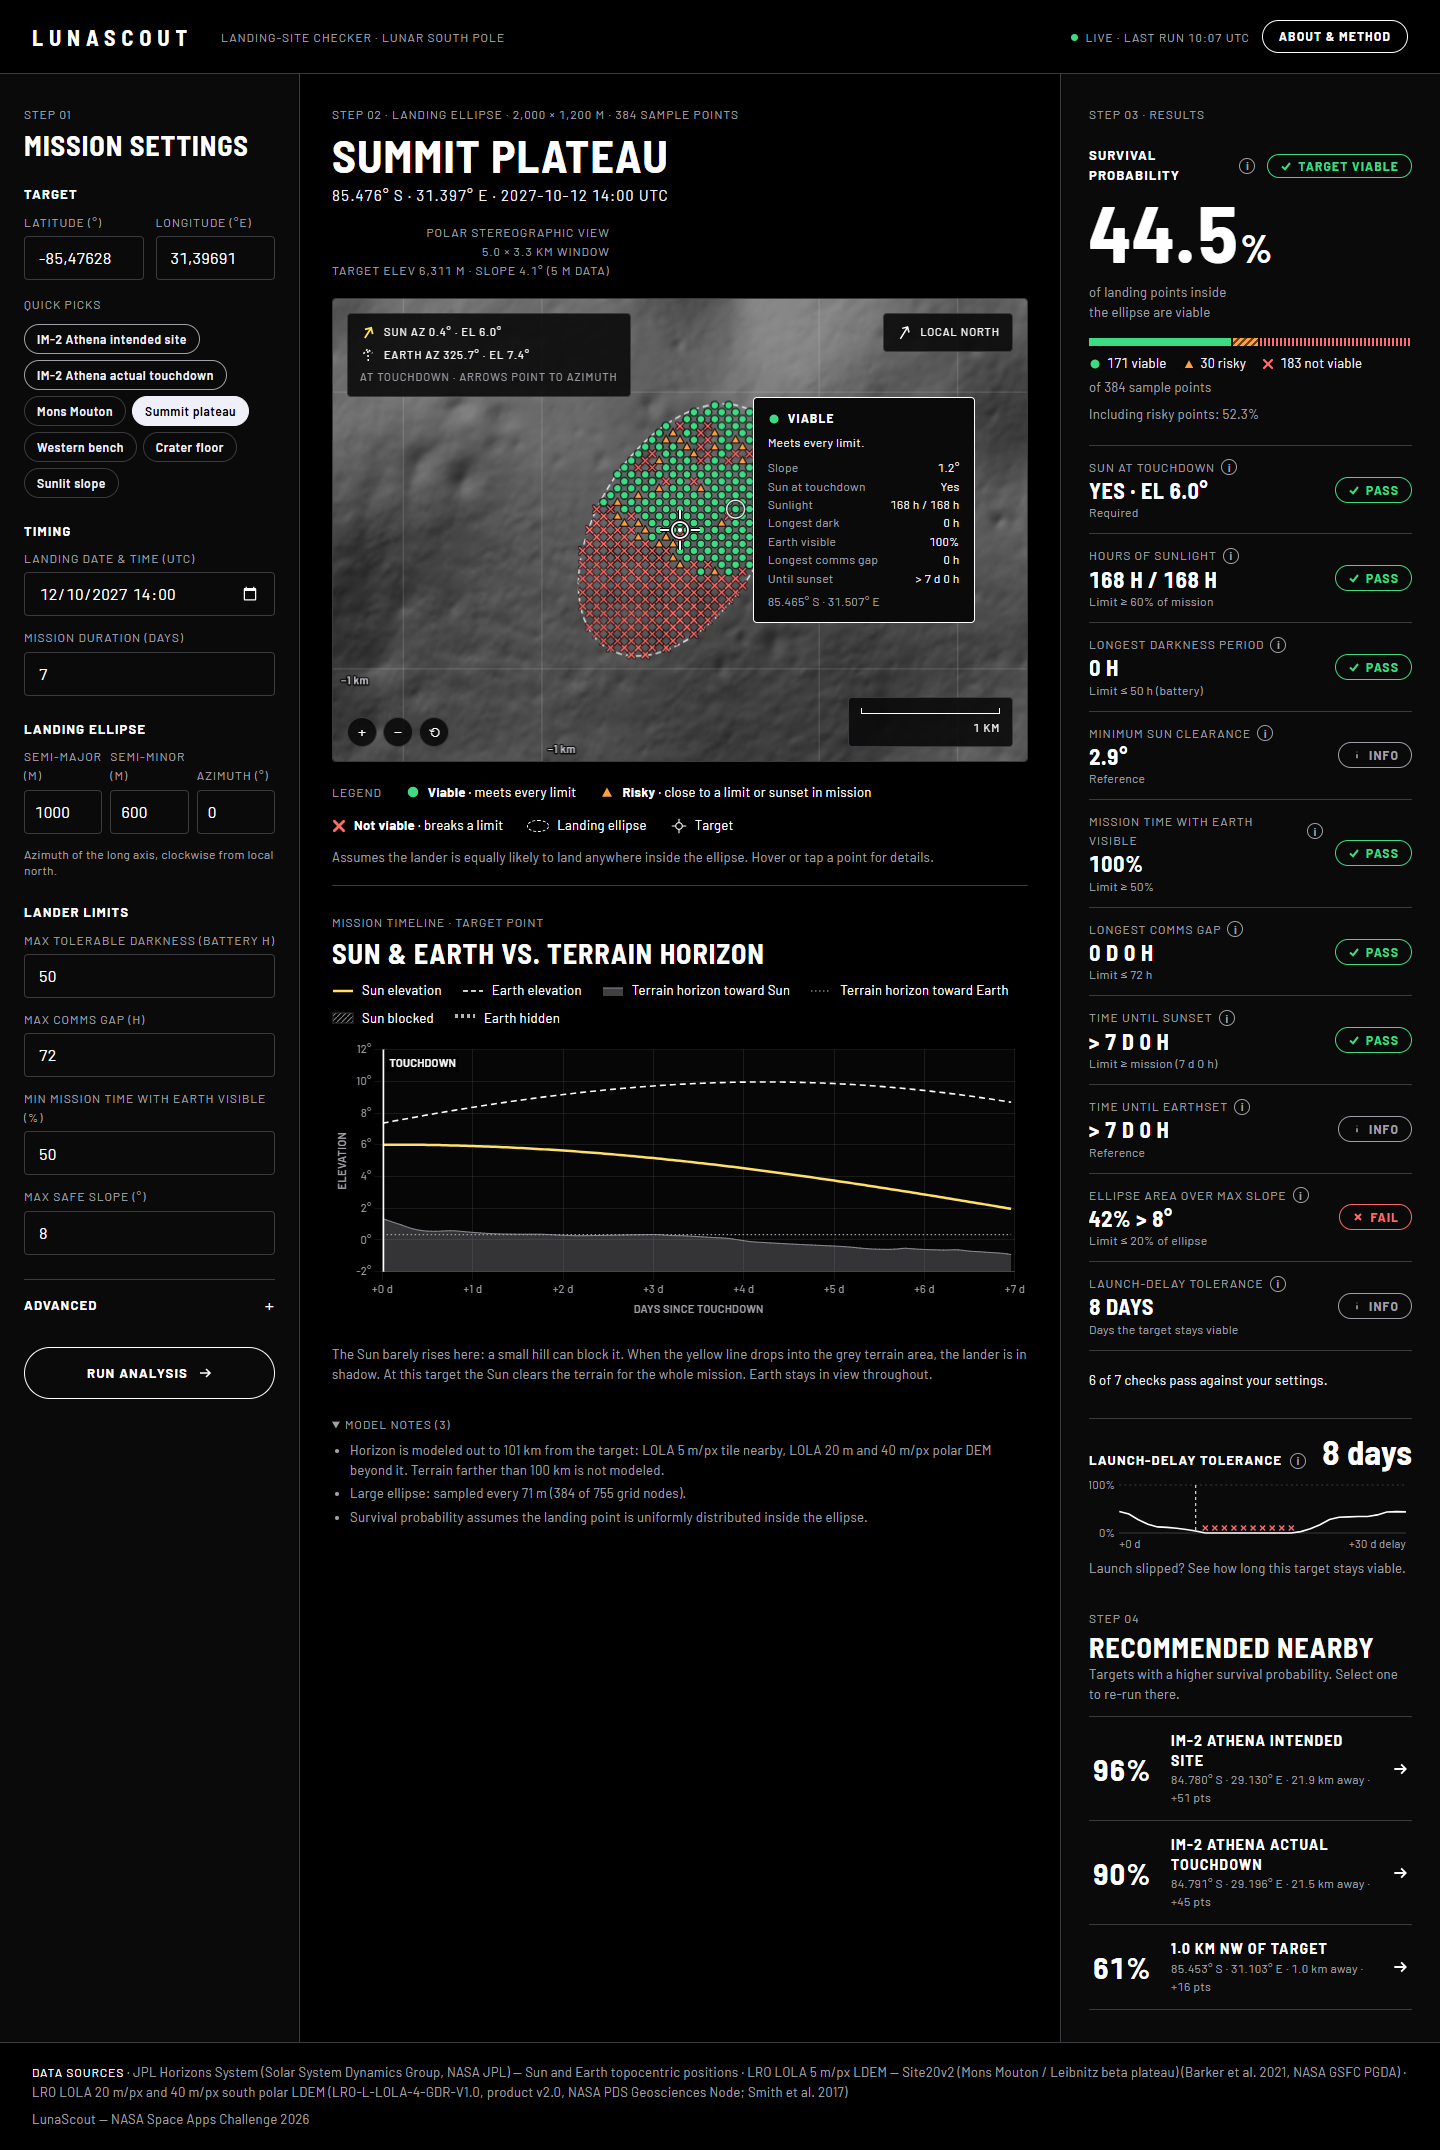 LUNASCOUT
LANDING-SITE CHECKER · LUNAR SOUTH POLE
LIVE · LAST RUN 10:07 UTC
ABOUT & METHOD
STEP 01
MISSION SETTINGS
TARGET
LATITUDE (°) LONGITUDE (°E)
-85,47628 31,39691
QUICK PICKS
IM-2 Athena intended site
IM-2 Athena actual touchdown
Mons Mouton Summit plateau
Western bench Crater floor
Sunlit slope
TIMING
LANDING DATE & TIME (UTC)
12/10/2027 14:00
MISSION DURATION (DAYS)
7
LANDING ELLIPSE
SEMI-MAJOR (M) SEMI-MINOR (M) AZIMUTH (°)
1000 600 0
Azimuth of the long axis, clockwise from local
north.
LANDER LIMITS
MAX TOLERABLE DARKNESS (BATTERY H)
50
MAX COMMS GAP (H)
72
MIN MISSION TIME WITH EARTH VISIBLE
(%)
50
MAX SAFE SLOPE (°)
8
ADVANCED +
RUN ANALYSIS →
STEP 02 · LANDING ELLIPSE · 2,000 × 1,200 M · 384 SAMPLE POINTS
SUMMIT PLATEAU
85.476° S · 31.397° E · 2027-10-12 14:00 UTC
POLAR STEREOGRAPHIC VIEW
5.0 × 3.3 KM WINDOW
TARGET ELEV 6,311 M · SLOPE 4.1° (5 M DATA)
SUN AZ 0.4° · EL 6.0°
EARTH AZ 325.7° · EL 7.4°
AT TOUCHDOWN · ARROWS POINT TO AZIMUTH
LOCAL NORTH
VIABLE
Meets every limit.
Slope 1.2°
Sun at touchdown Yes
Sunlight 168 h / 168 h
Longest dark 0 h
Earth visible 100%
Longest comms gap 0 h
Until sunset > 7 d 0 h
85.465° S · 31.507° E
−1 km
+ − ⟲
−1 km
1 KM
LEGEND Viable · meets every limit Risky · close to a limit or sunset in mission
Not viable · breaks a limit Landing ellipse Target
Assumes the lander is equally likely to land anywhere inside the ellipse. Hover or tap a point for details.
MISSION TIMELINE · TARGET POINT
SUN & EARTH VS. TERRAIN HORIZON
Sun elevation Earth elevation Terrain horizon toward Sun Terrain horizon toward Earth
Sun blocked Earth hidden
12°
TOUCHDOWN
10°
8°
6°
4°
2°
0°
-2°
ELEVATION
+0 d +1 d +2 d +3 d +4 d +5 d +6 d +7 d
DAYS SINCE TOUCHDOWN
The Sun barely rises here: a small hill can block it. When the yellow line drops into the grey terrain area, the lander is in
shadow. At this target the Sun clears the terrain for the whole mission. Earth stays in view throughout.
▼ MODEL NOTES (3)
• Horizon is modeled out to 101 km from the target: LOLA 5 m/px tile nearby, LOLA 20 m and 40 m/px polar DEM
beyond it. Terrain farther than 100 km is not modeled.
• Large ellipse: sampled every 71 m (384 of 755 grid nodes).
• Survival probability assumes the landing point is uniformly distributed inside the ellipse.
STEP 03 · RESULTS
SURVIVAL
PROBABILITY i TARGET VIABLE
44.5%
of landing points inside
the ellipse are viable
171 viable 30 risky 183 not viable
of 384 sample points
Including risky points: 52.3%
SUN AT TOUCHDOWN i
YES · EL 6.0° PASS
Required
HOURS OF SUNLIGHT i
168 H / 168 H PASS
Limit ≥ 60% of mission
LONGEST DARKNESS PERIOD i
0 H PASS
Limit ≤ 50 h (battery)
MINIMUM SUN CLEARANCE i
2.9° i INFO
Reference
MISSION TIME WITH EARTH
VISIBLE i
100% PASS
Limit ≥ 50%
LONGEST COMMS GAP i
0 D 0 H PASS
Limit ≤ 72 h
TIME UNTIL SUNSET i
> 7 D 0 H PASS
Limit ≥ mission (7 d 0 h)
TIME UNTIL EARTHSET i
> 7 D 0 H i INFO
Reference
ELLIPSE AREA OVER MAX SLOPE i
42% > 8° FAIL
Limit ≤ 20% of ellipse
LAUNCH-DELAY TOLERANCE i
8 DAYS i INFO
Days the target stays viable
6 of 7 checks pass against your settings.
LAUNCH-DELAY TOLERANCE i 8 days
100%
0%
+0 d +30 d delay
Launch slipped? See how long this target stays viable.
STEP 04
RECOMMENDED NEARBY
Targets with a higher survival probability. Select one
to re-run there.
96% IM-2 ATHENA INTENDED
SITE
84.780° S · 29.130° E · 21.9 km away ·
+51 pts
→
90% IM-2 ATHENA ACTUAL
TOUCHDOWN
84.791° S · 29.196° E · 21.5 km away ·
+45 pts
→
61% 1.0 KM NW OF TARGET
85.453° S · 31.103° E · 1.0 km away ·
+16 pts
→
DATA SOURCES · JPL Horizons System (Solar System Dynamics Group, NASA JPL) — Sun and Earth topocentric positions · LRO LOLA 5 m/px LDEM — Site20v2 (Mons Mouton / Leibnitz beta plateau) (Barker et al. 2021, NASA GSFC PGDA) ·
LRO LOLA 20 m/px and 40 m/px south polar LDEM (LRO-L-LOLA-4-GDR-V1.0, product v2.0, NASA PDS Geosciences Node; Smith et al. 2017)
LunaScout — NASA Space Apps Challenge 2026